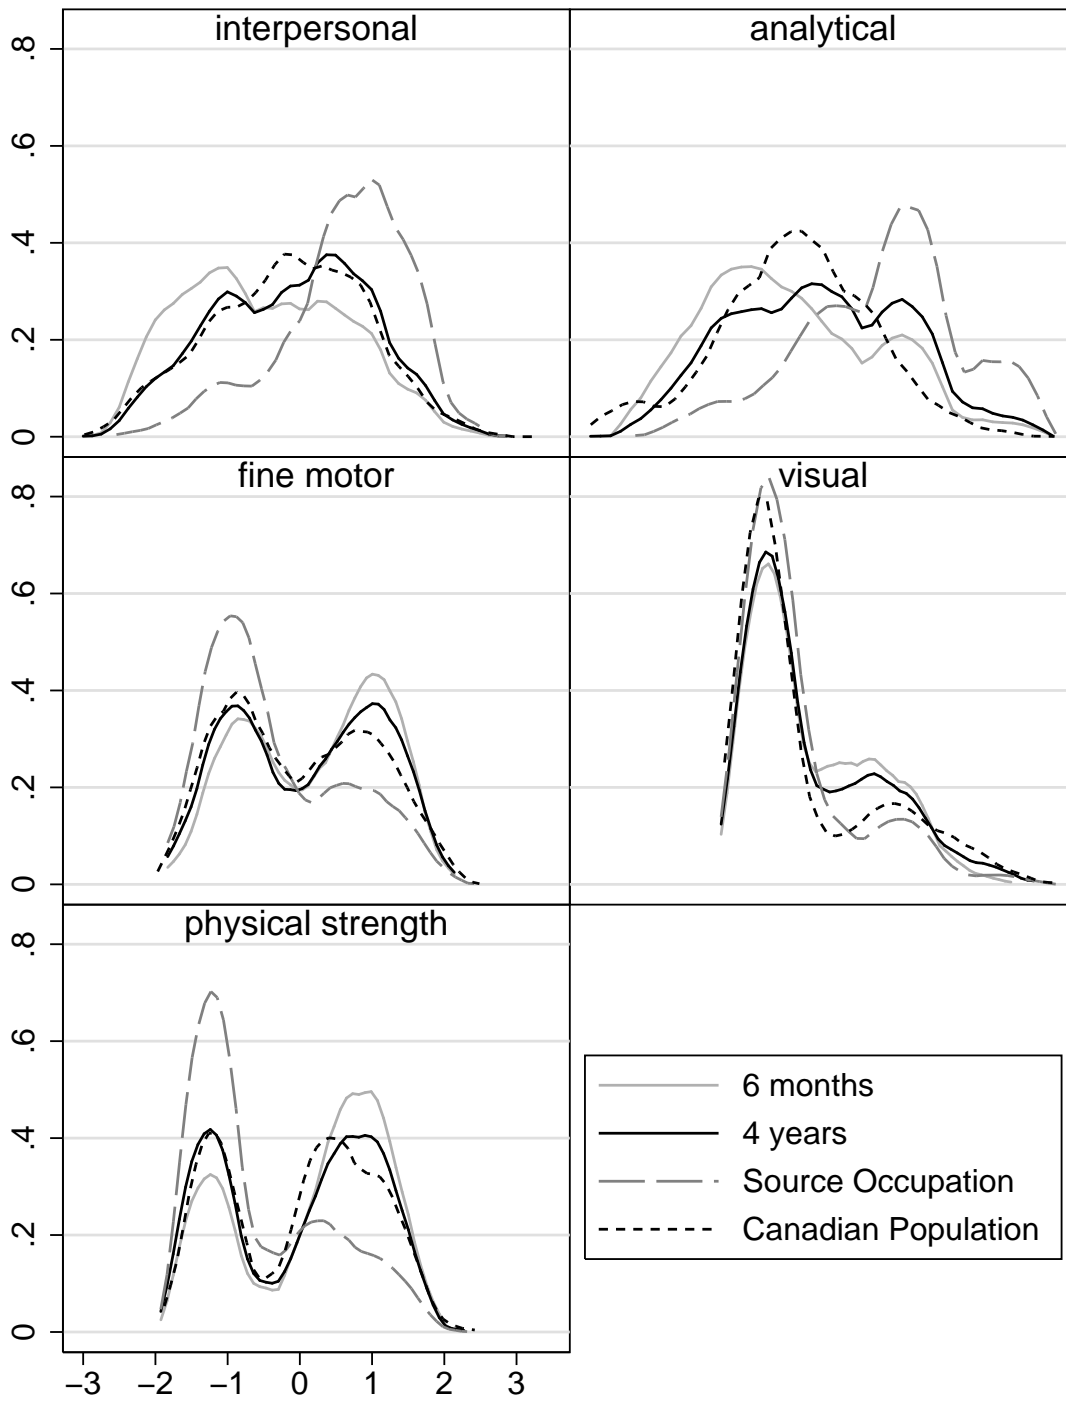 interpersonal
analytical
.8
.6
.4
.2
0
fine motor
visual
.8
.6
.4
.2
0
physical strength
.8
.6
.4
.2
0
−3 −2 −1 0 1 2 3
6 months
4 years
Source Occupation
Canadian Population